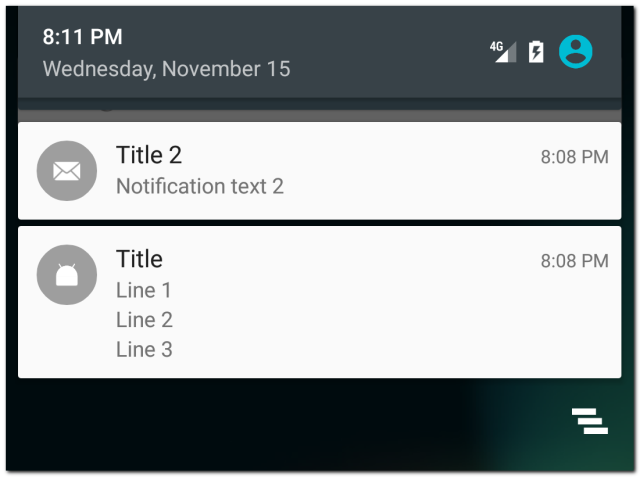 8:11 PM
Wednesday, November 15
4G
Title 2
8:08 PM
Notification text 2
Title
8:08 PM
Line 1
Line 2
Line 3